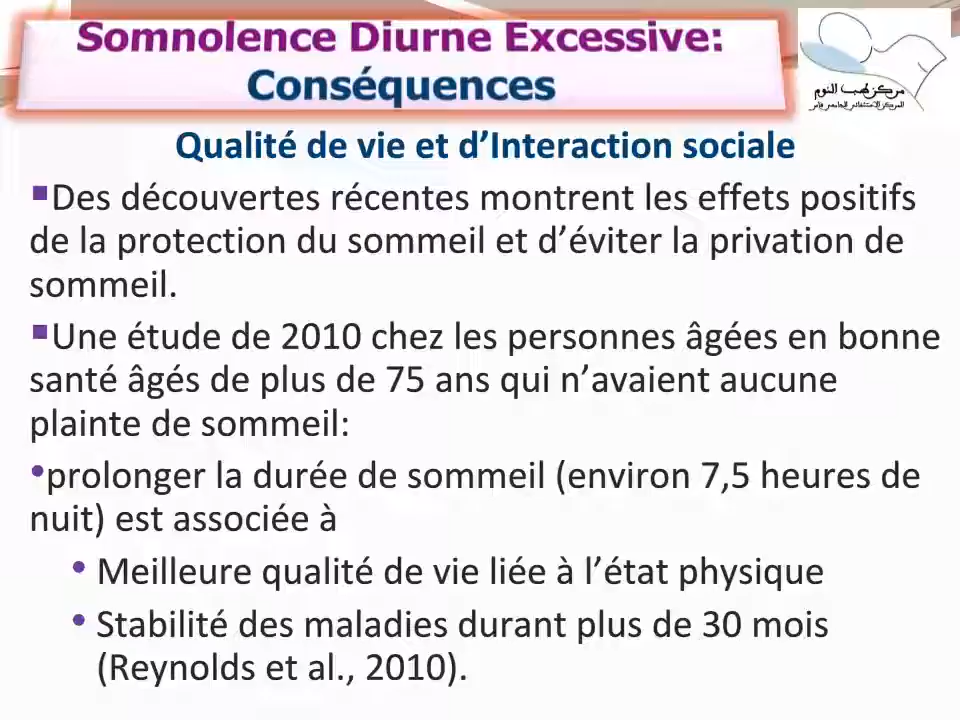 Somnolence Diurne Excessive:
Conséquences
مركز طب النوم
المركز الاستشفائي الجامعي فاس
Qualité de vie et d’Interaction sociale
▪Des découvertes récentes montrent les effets positifs
de la protection du sommeil et d’éviter la privation de
sommeil.
▪Une étude de 2010 chez les personnes âgées en bonne
santé âgés de plus de 75 ans qui n’avaient aucune
plainte de sommeil:
•prolonger la durée de sommeil (environ 7,5 heures de
nuit) est associée à
• Meilleure qualité de vie liée à l’état physique
• Stabilité des maladies durant plus de 30 mois
(Reynolds et al., 2010).